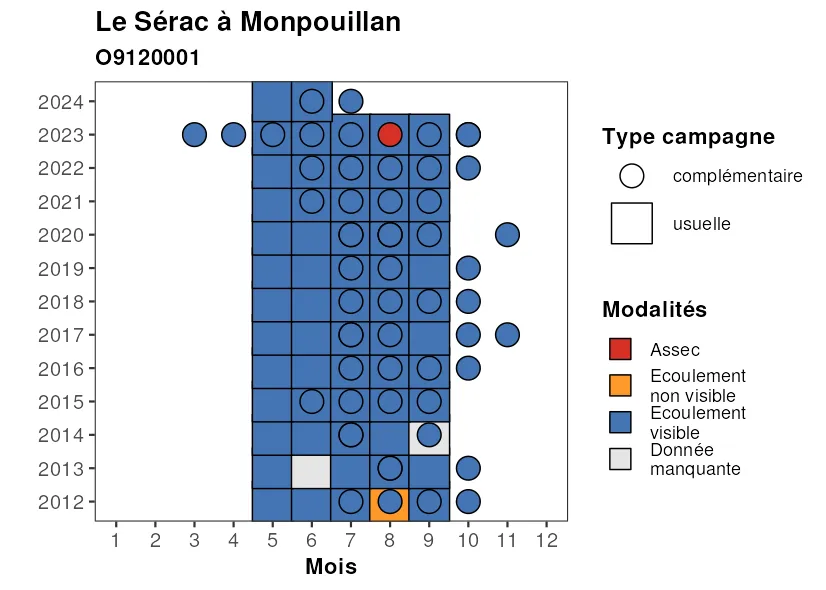 Le Sérac à Monpouillan
O9120001
2024
2023
2022
2021
2020
2019
2018
2017
2016
2015
2014
2013
2012
1 2 3 4 5 6 7 8 9 10 11 12
Mois
Type campagne
complémentaire
usuelle
Modalités
Assec
Ecoulement
non visible
Ecoulement
visible
Donnée
manquante